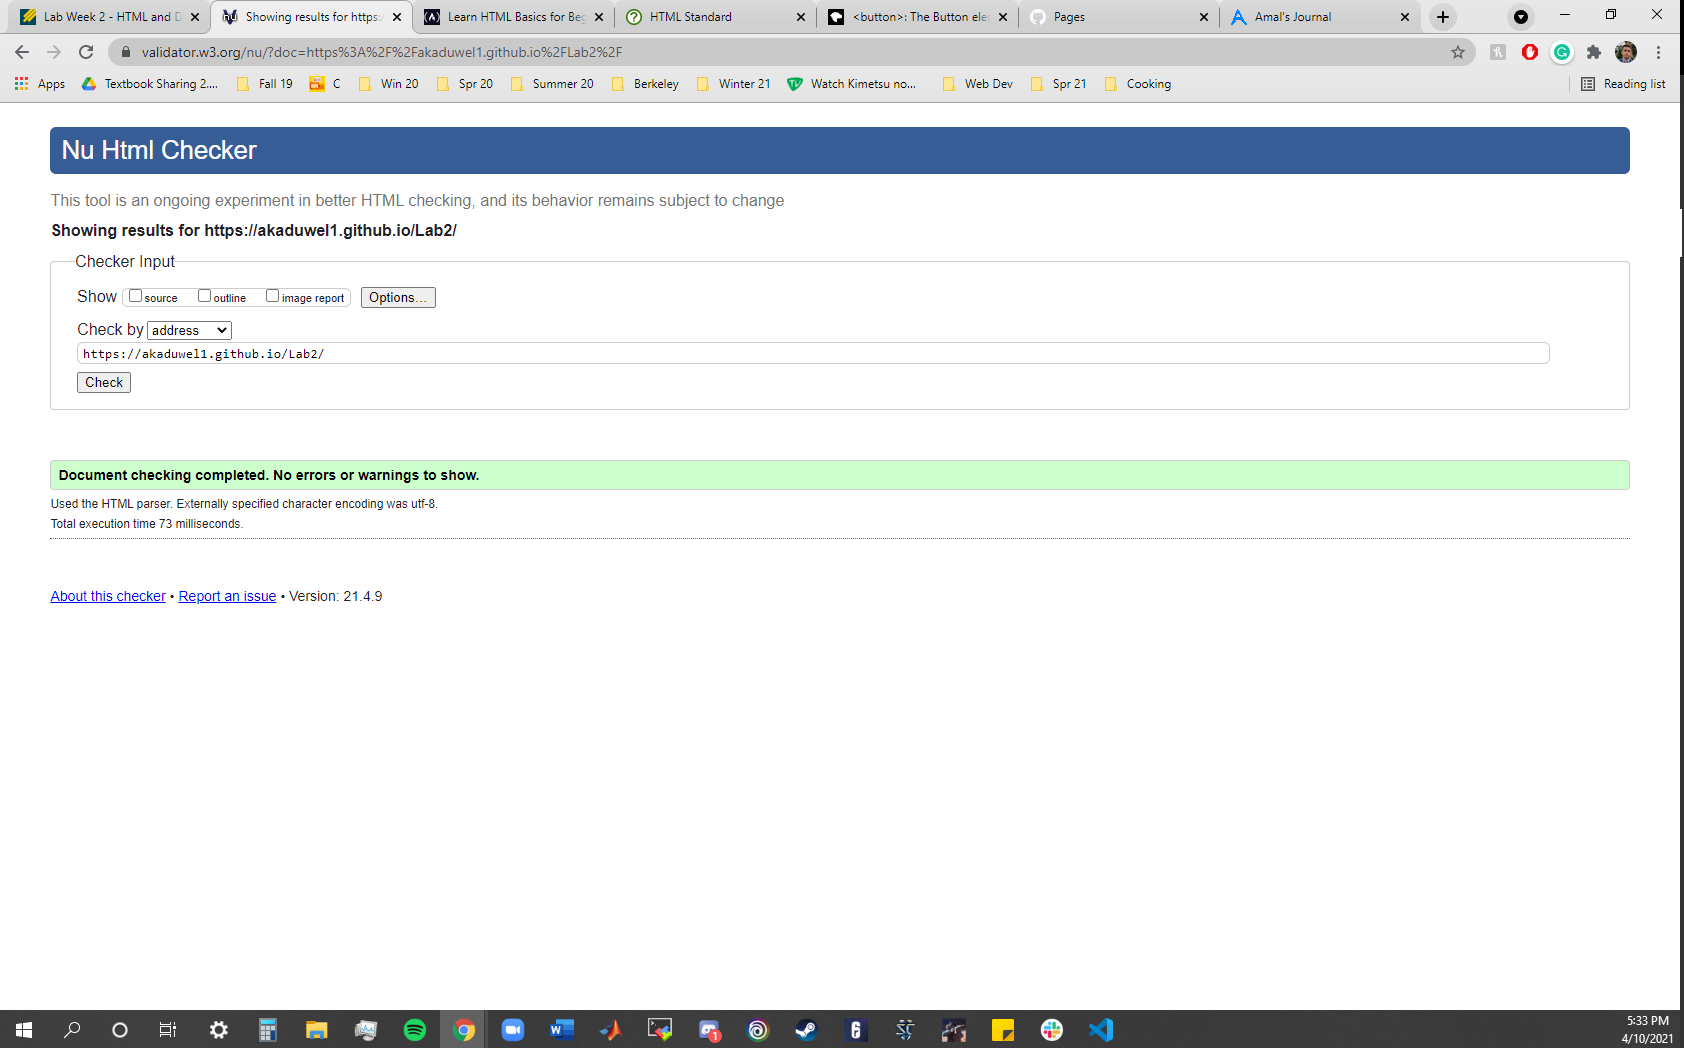 Lab Week 2 - HTML and D
Showing results for https:/
Learn HTML Basics for Beg
HTML Standard
<button>: The Button ele
Pages
Amal's Journal
validator.w3.org/nu/?doc=https%3A%2F%2Fakaduwel1.github.io%2FLab2%2F
Apps
Textbook Sharing 2....
Fall 19
C
Win 20
Spr 20
Summer 20
Berkeley
Winter 21
Watch Kimetsu no...
Web Dev
Spr 21
Cooking
Reading list
Nu Html Checker
This tool is an ongoing experiment in better HTML checking, and its behavior remains subject to change
Showing results for https://akaduwel1.github.io/Lab2/
Checker Input
Show source outline image report Options...
Check by address
https://akaduwel1.github.io/Lab2/
Check
Document checking completed. No errors or warnings to show.
Used the HTML parser. Externally specified character encoding was utf-8.
Total execution time 73 milliseconds.
About this checker • Report an issue • Version: 21.4.9
5:33 PM
4/10/2021